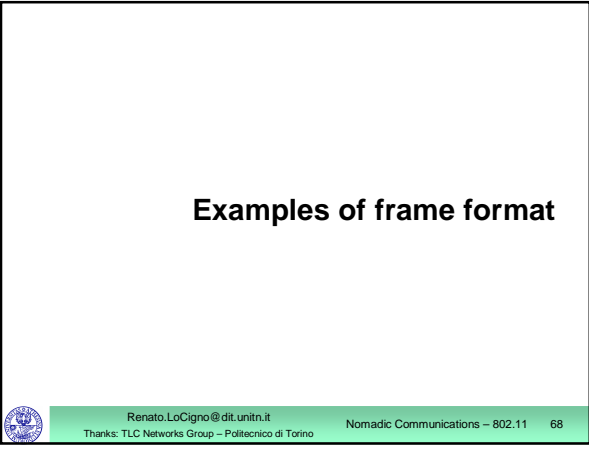 Examples of frame format
Renato.LoCigno@dit.unitn.it
Thanks: TLC Networks Group – Politecnico di Torino
Nomadic Communications – 802.11 68